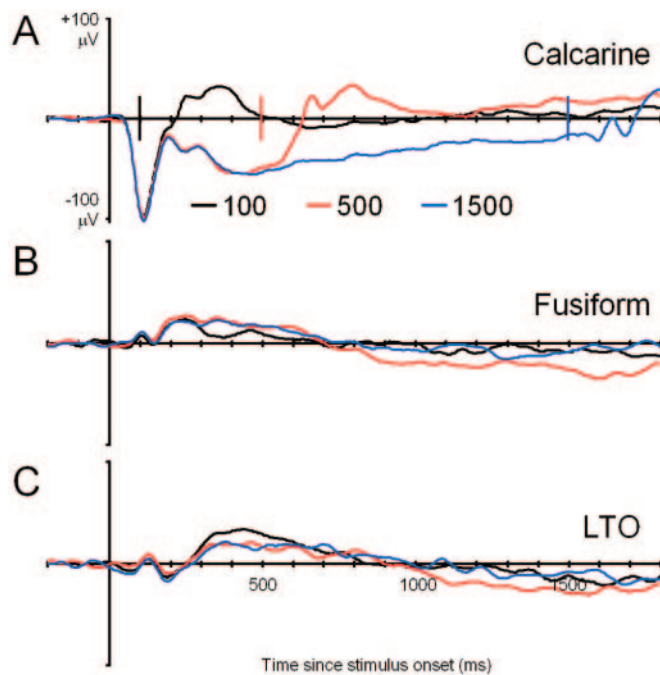 A
+100
μV
Calcarine
-100
μV
100 500 1500
B
Fusiform
C
LTO
500 1000 1500
Time since stimulus onset (ms)